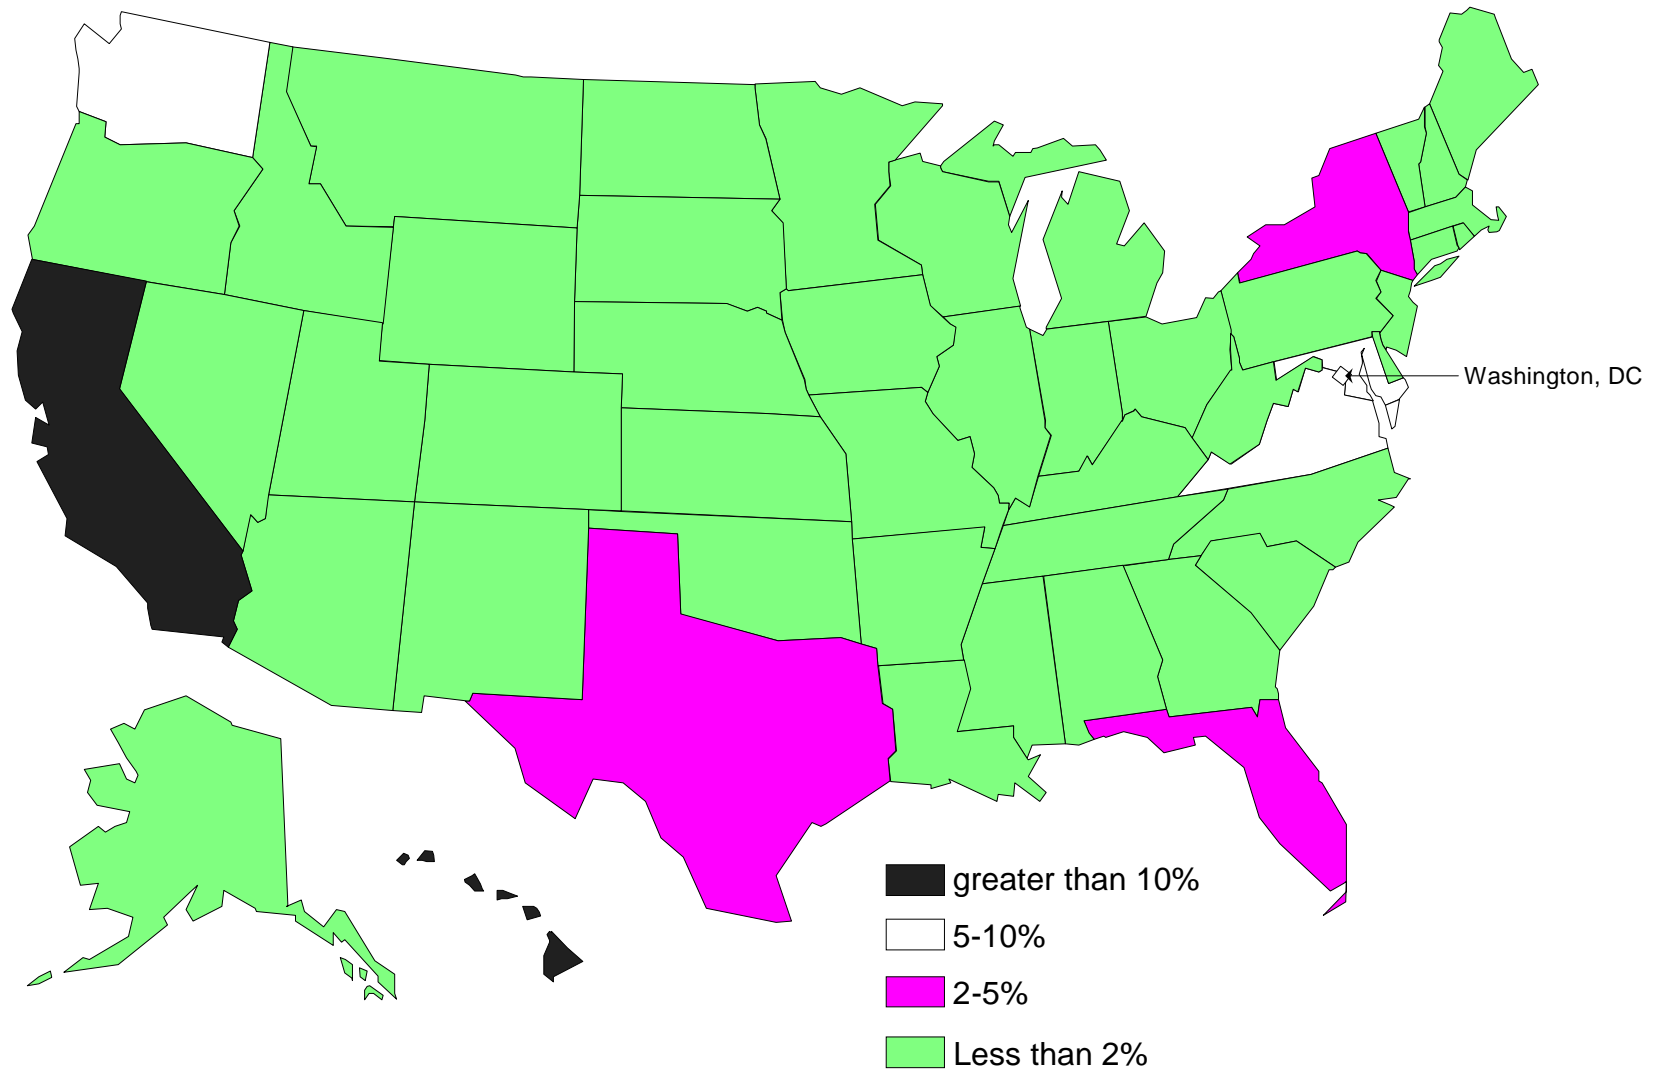 Washington, DC
greater than 10%
5-10%
2-5%
Less than 2%